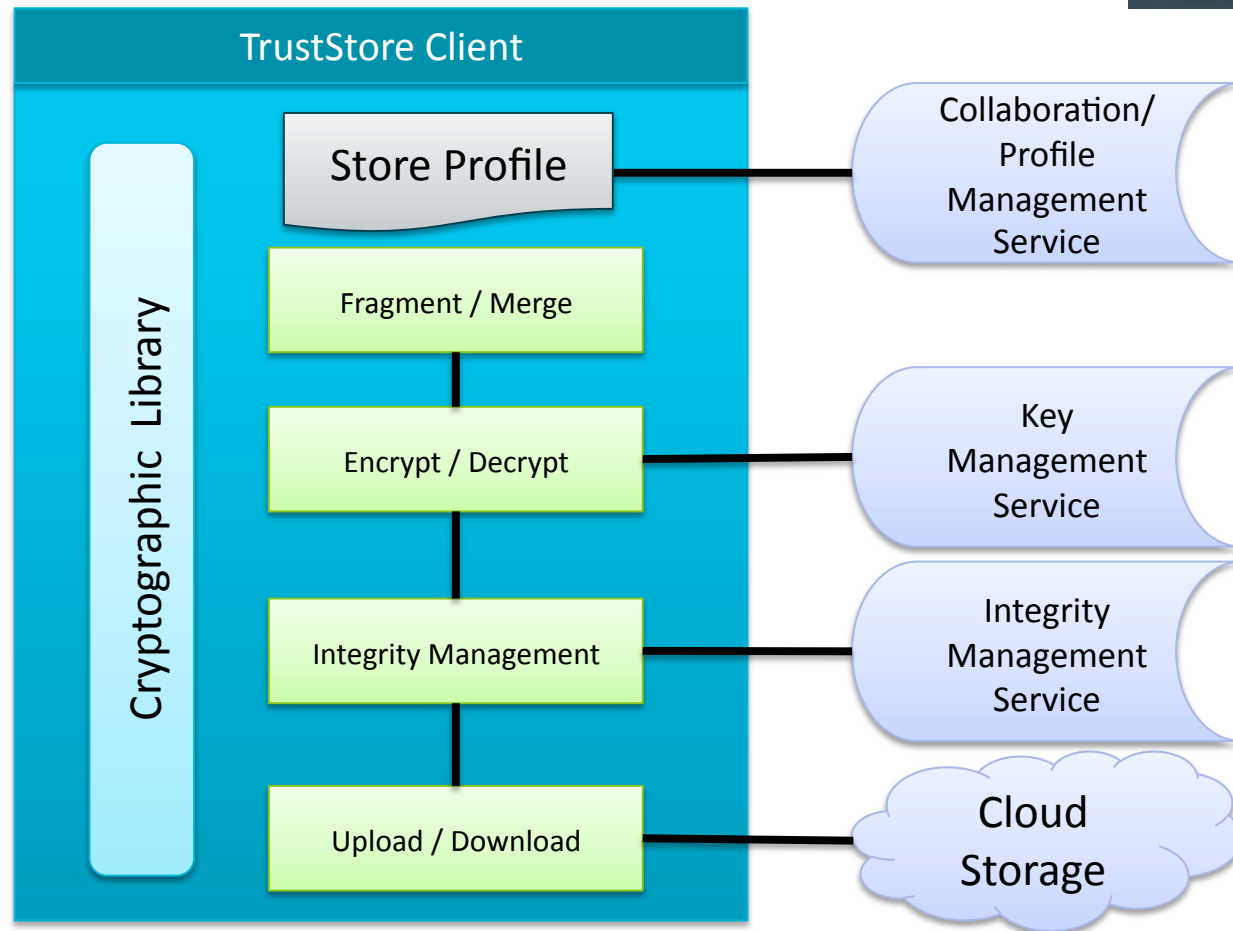 TrustStore Client
Cryptographic Library
Store Profile
Collaboration/
Profile
Management
Service
Fragment / Merge
Encrypt / Decrypt
Key
Management
Service
Integrity Management
Integrity
Management
Service
Upload / Download
Cloud
Storage